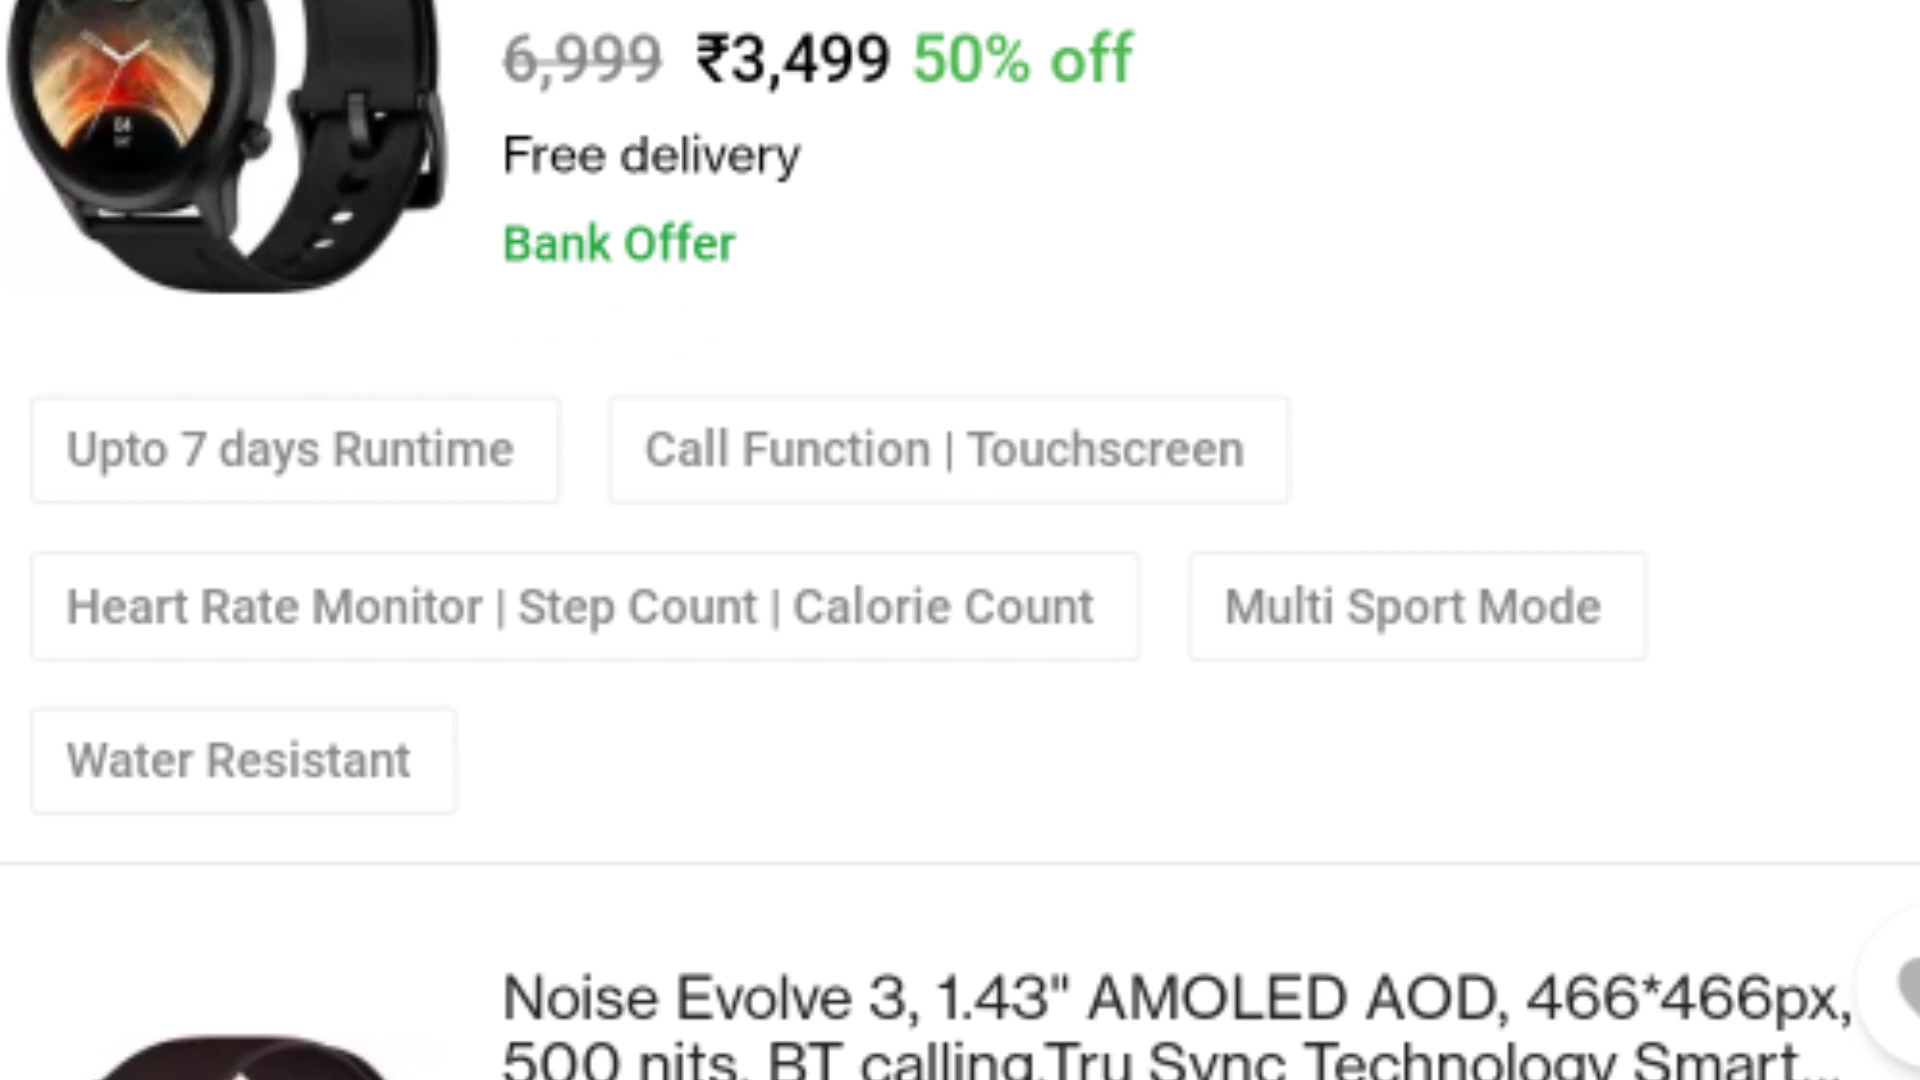 6,999 ₹3,499 50% off
Free delivery
Bank Offer
Upto 7 days Runtime
Call Function | Touchscreen
Heart Rate Monitor | Step Count | Calorie Count
Multi Sport Mode
Water Resistant
Noise Evolve 3, 1.43" AMOLED AOD, 466*466px,
500 nits, BT calling,Tru Sync Technology Smart...